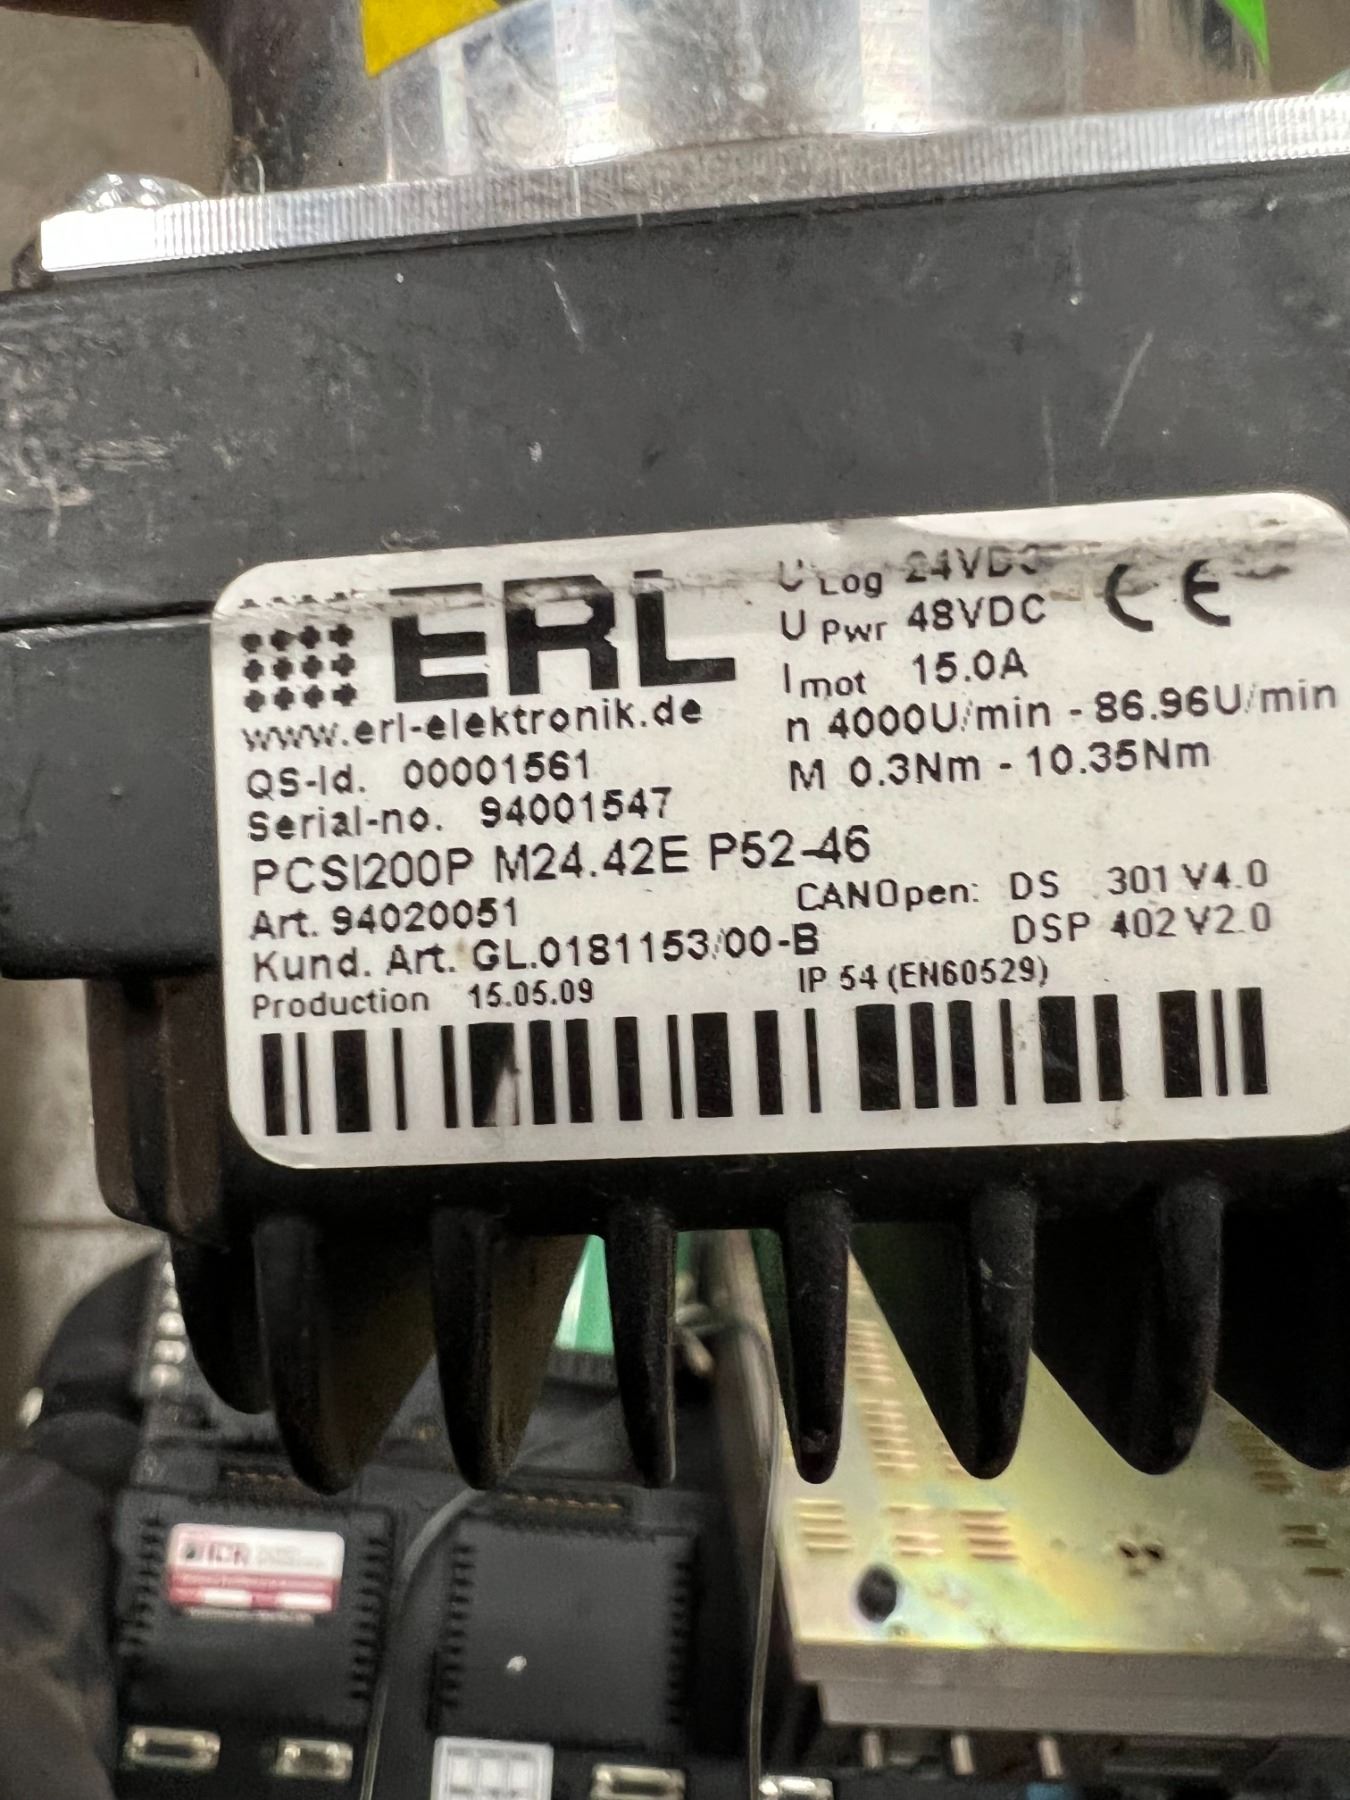 ERL
www.erl-elektronik.de
QS-Id. 00001561
Serial-no. 94001547
PCSI200P M24.42E P52-46
Art. 94020051
Kund. Art. GL.0181153/00-B
Production 15.05.09
U Log 24VDC
U Pwr 48VDC
I mot 15.0A
n 4000U/min - 86.96U/min
M 0.3Nm - 10.35Nm
CANOpen: DS 301 V4.0
DSP 402 V2.0
IP 54 (EN60529)
CE